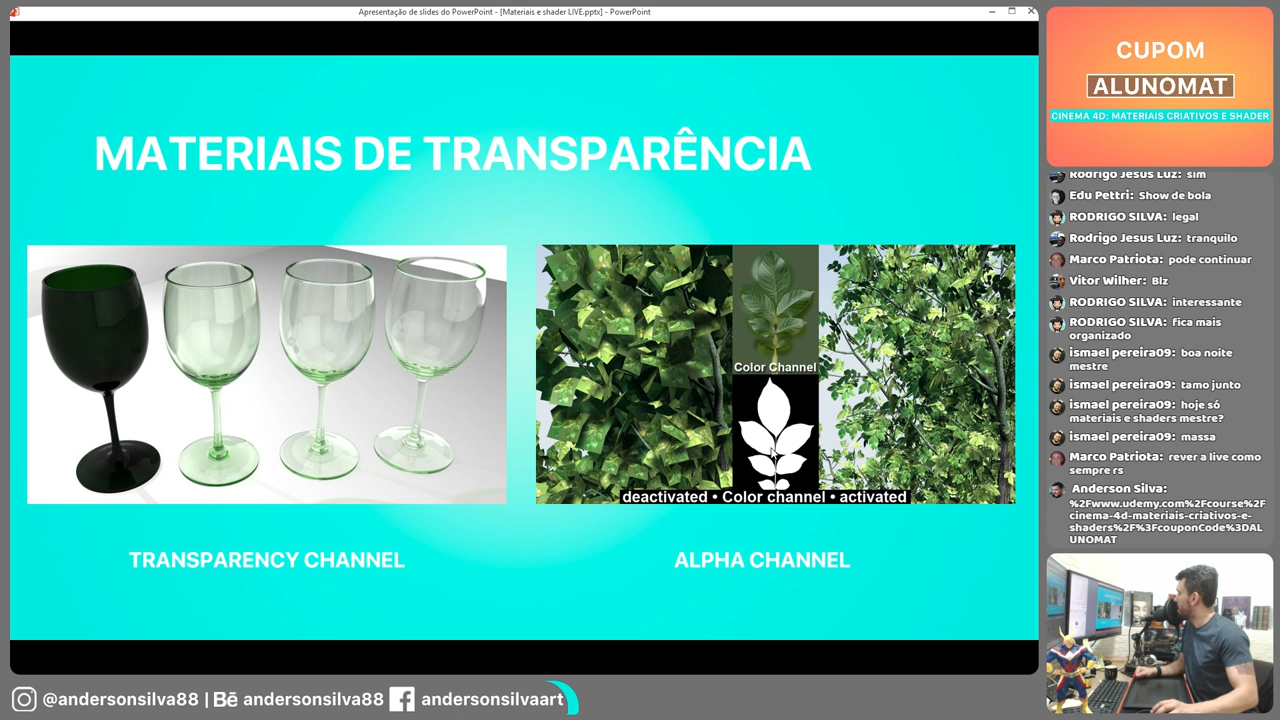 Apresentação de slides do PowerPoint - [Materiais e shader LIVE.pptx] - PowerPoint
MATERIAIS DE TRANSPARÊNCIA
Color Channel
deactivated • Color channel • activated
TRANSPARENCY CHANNEL
ALPHA CHANNEL
CUPOM
ALUNOMAT
CINEMA 4D: MATERIAIS CRIATIVOS E SHADER
Rodrigo Jesus Luz: sim
Edu Pettri: Show de bola
RODRIGO SILVA: legal
Rodrigo Jesus Luz: tranquilo
Marco Patriota: pode continuar
Vitor Wilher: Blz
RODRIGO SILVA: interessante
RODRIGO SILVA: fica mais
organizado
ismael pereira09: boa noite
mestre
ismael pereira09: tamo junto
ismael pereira09: hoje só
materiais e shaders mestre?
ismael pereira09: massa
Marco Patriota: rever a live como
sempre rs
Anderson Silva:
%2Fwww.udemy.com%2Fcourse%2F
cinema-4d-materiais-criativos-e-
shaders%2F%3FcouponCode%3DAL
UNOMAT
@andersonsilva88 | Bē andersonsilva88 f andersonsilvaart